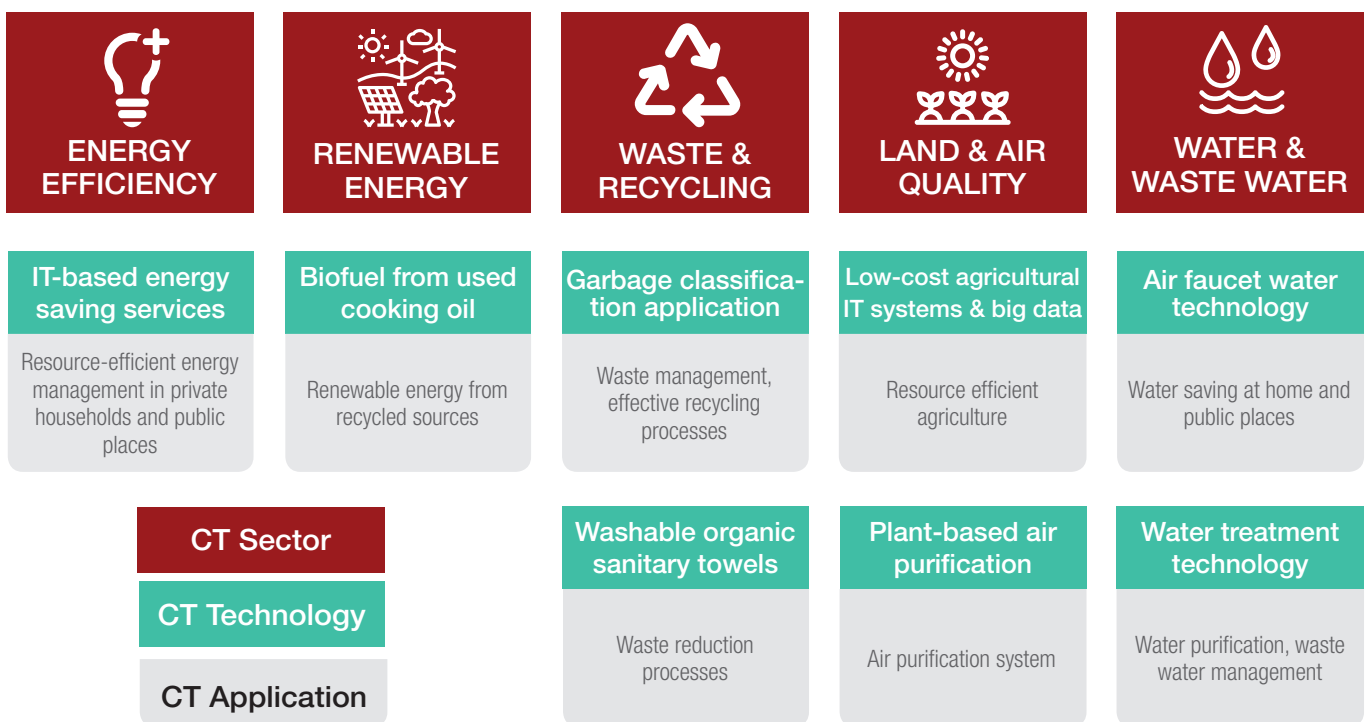 ENERGY
EFFICIENCY
RENEWABLE
ENERGY
WASTE &
RECYCLING
LAND & AIR
QUALITY
WATER &
WASTE WATER
IT-based energy
saving services
Resource-efficient energy
management in private
households and public
places
Biofuel from used
cooking oil
Renewable energy from
recycled sources
Garbage classifica-
tion application
Waste management,
effective recycling
processes
Low-cost agricultural
IT systems & big data
Resource efficient
agriculture
Air faucet water
technology
Water saving at home and
public places
CT Sector
CT Technology
CT Application
Washable organic
sanitary towels
Waste reduction
processes
Plant-based air
purification
Air purification system
Water treatment
technology
Water purification, waste
water management